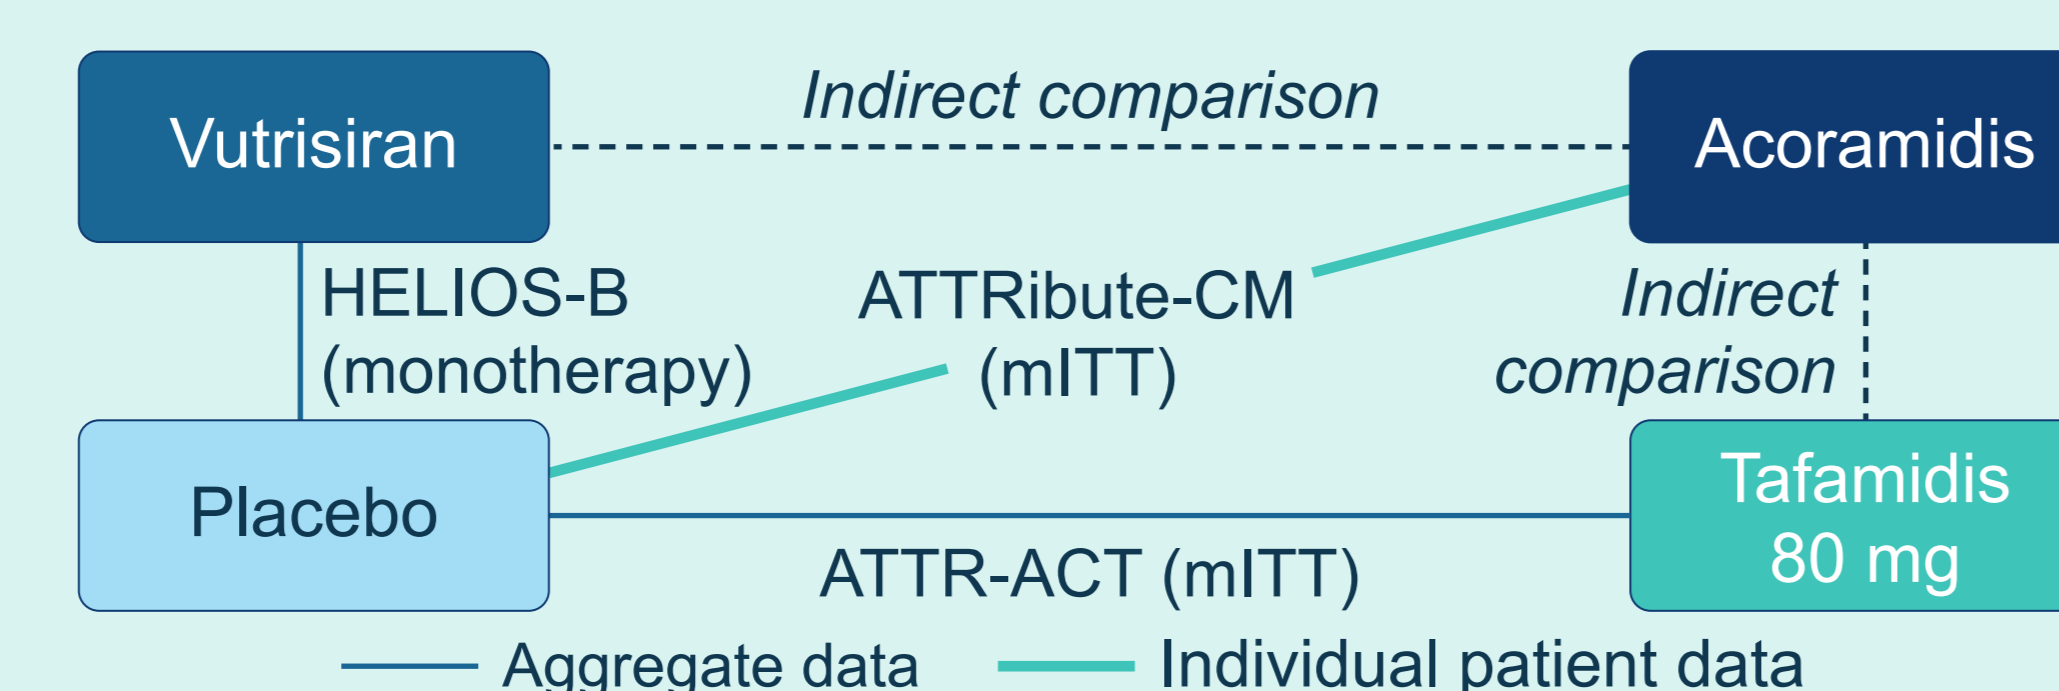 Vutrisiran
Indirect comparison
Acoramidis
HELIOS-B
(monotherapy)
ATTRibute-CM
(mITT)
Indirect
comparison
Placebo
Tafamidis
80 mg
ATTR-ACT (mITT)
Aggregate data
Individual patient data